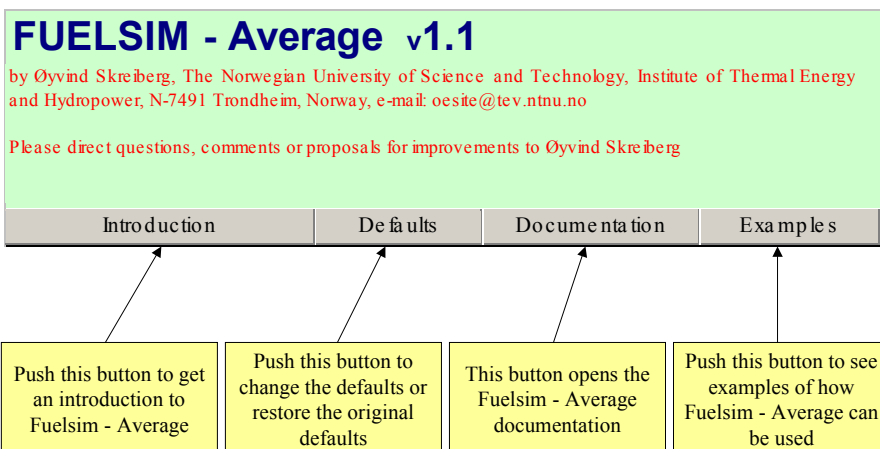 FUELSIM - Average v1.1
by Øyvind Skreiberg, The Norwegian University of Science and Technology, Institute of Thermal Energy
and Hydropower, N-7491 Trondheim, Norway, e-mail: oesite@tev.ntnu.no
Please direct questions, comments or proposals for improvements to Øyvind Skreiberg
Introduction
Defaults
Documentation
Examples
Push this button to get
an introduction to
Fuelsim - Average
Push this button to
change the defaults or
restore the original
defaults
This button opens the
Fuelsim - Average
documentation
Push this button to see
examples of how
Fuelsim - Average can
be used